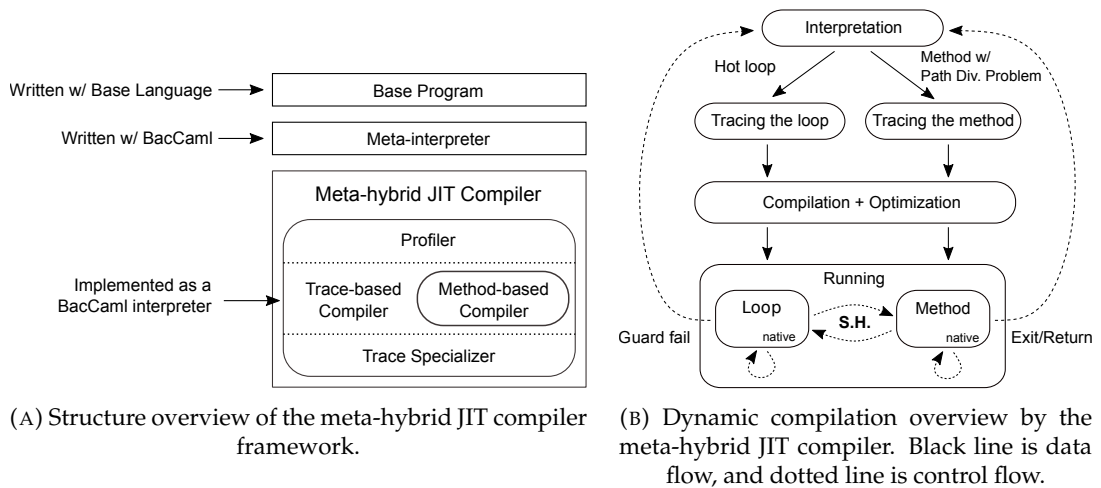 Written w/ Base Language
Base Program
Written w/ BacCaml
Meta-interpreter
Meta-hybrid JIT Compiler
Profiler
Implemented as a
BacCaml interpreter
Trace-based
Compiler
Method-based
Compiler
Trace Specializer
(A) Structure overview of the meta-hybrid JIT compiler
framework.
Interpretation
Hot loop
Method w/
Path Div. Problem
Tracing the loop
Tracing the method
Compilation + Optimization
Running
Loop
native
S.H.
Method
native
Guard fail
Exit/Return
(B) Dynamic compilation overview by the
meta-hybrid JIT compiler. Black line is data
flow, and dotted line is control flow.